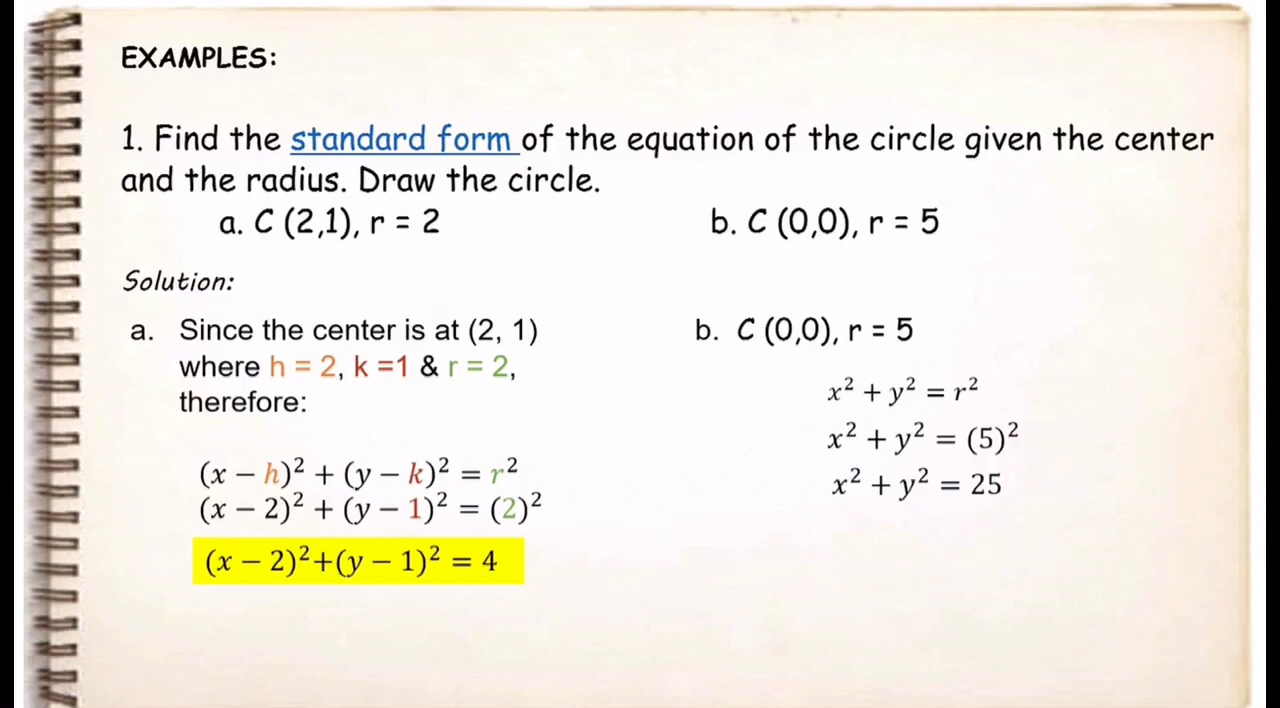 EXAMPLES:
1. Find the standard form of the equation of the circle given the center
and the radius. Draw the circle.
a. C (2,1), r = 2
b. C (0,0), r = 5
Solution:
a. Since the center is at (2, 1)
where h = 2, k =1 & r = 2,
therefore:
(x − h)² + (y − k)² = r²
(x − 2)² + (y − 1)² = (2)²
(x − 2)²+(y − 1)² = 4
b. C (0,0), r = 5
x² + y² = r²
x² + y² = (5)²
x² + y² = 25